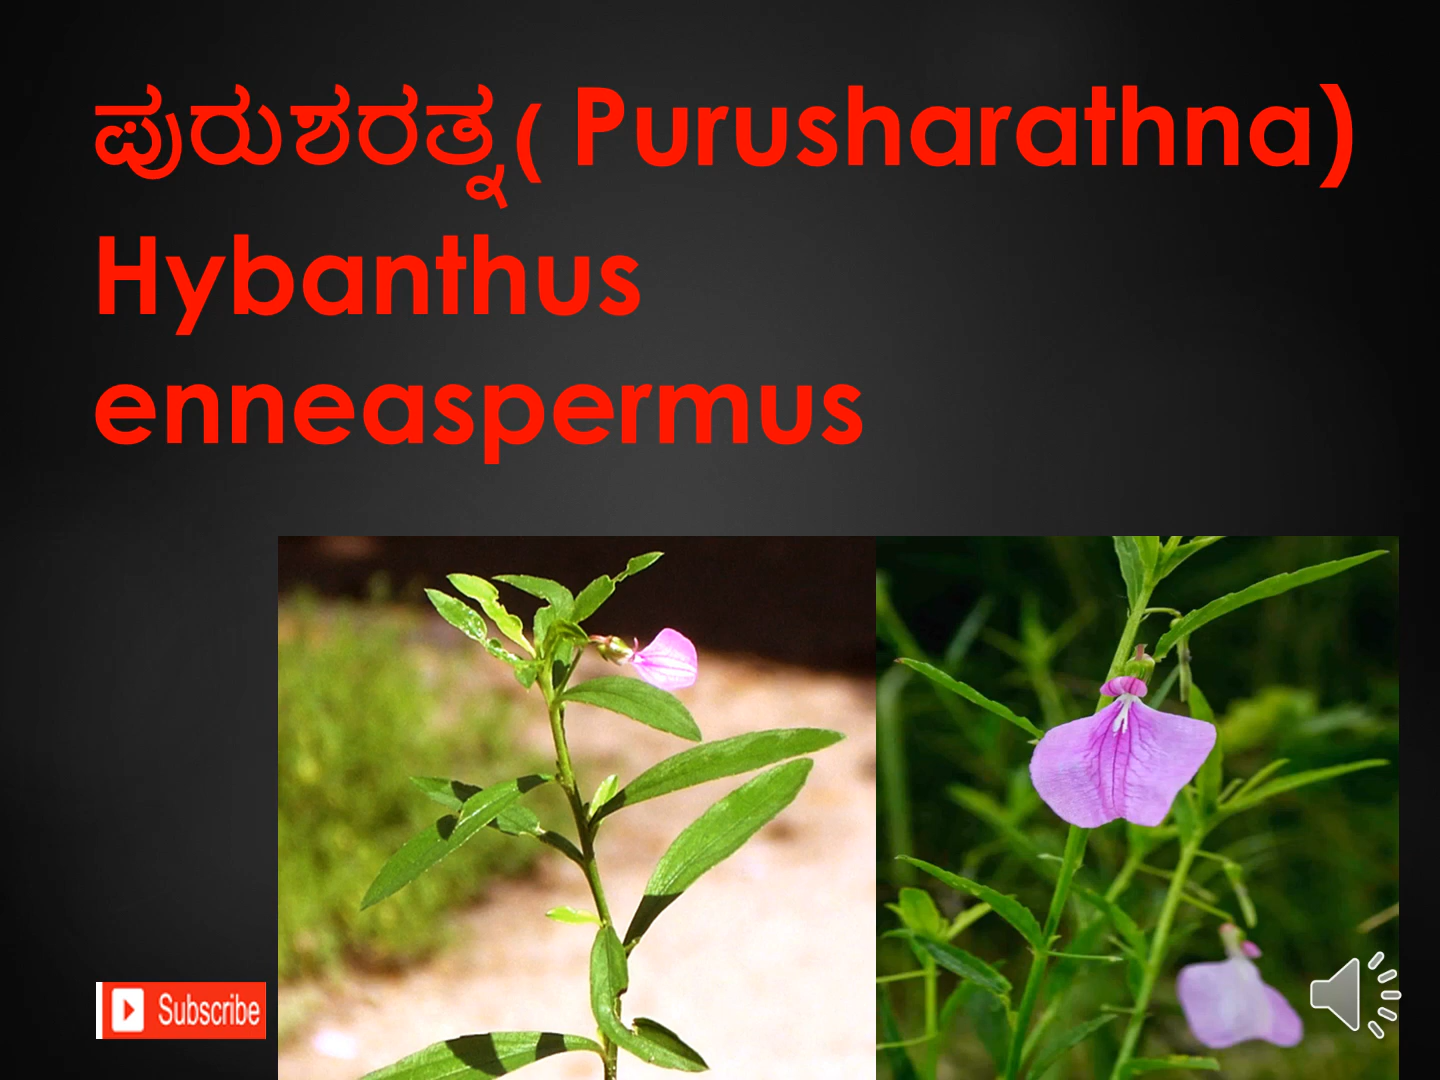 ಪುರುಶರತ್ನ( Purusharathna)
Hybanthus
enneaspermus
Subscribe